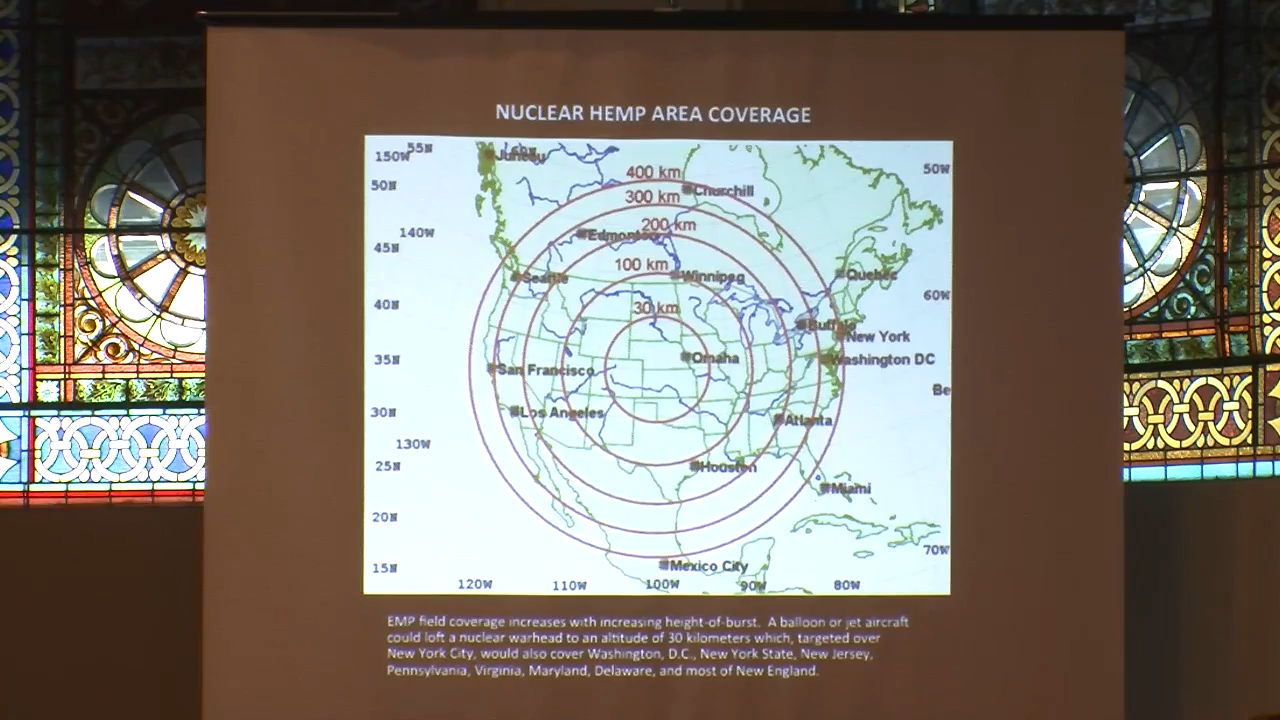 NUCLEAR HEMP AREA COVERAGE
55N
150W
Juneau
400 km
50W
50N
Churchill
300 km
200 km
140W
Edmonton
45N
100 km
Seattle
Winnipeg
Quebec
60W
40N
30 km
Buffalo
New York
35N
Omaha
Washington DC
San Francisco
Be
30N
Los Angeles
Atlanta
130W
25N
Houston
Miami
20N
70W
15N
Mexico City
120W
110W
100W
90W
80W
EMP field coverage increases with increasing height-of-burst. A balloon or jet aircraft
could loft a nuclear warhead to an altitude of 30 kilometers which, targeted over
New York City, would also cover Washington, D.C., New York State, New Jersey,
Pennsylvania, Virginia, Maryland, Delaware, and most of New England.